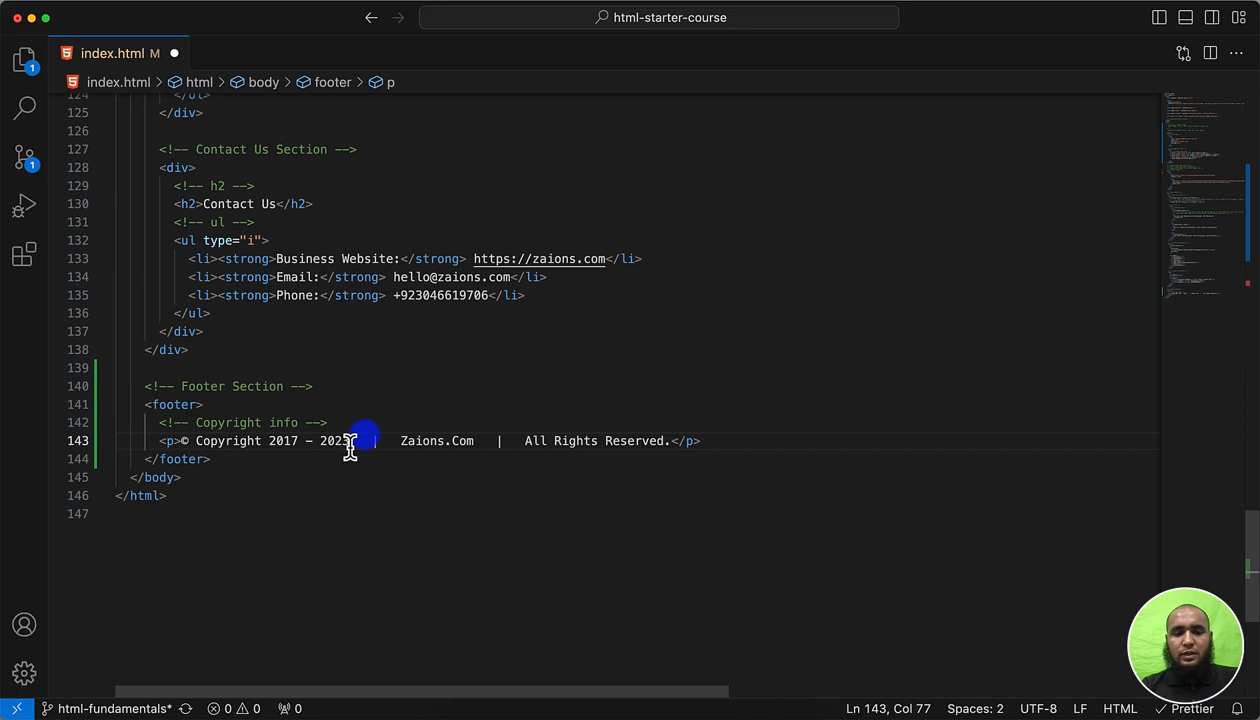 html-starter-course
index.html M
index.html > html > body > footer > p
1
1
124 </ul>
125 </div>
126
127 <!-- Contact Us Section -->
128 <div>
129 <!-- h2 -->
130 <h2>Contact Us</h2>
131 <!-- ul -->
132 <ul type="i">
133 <li><strong>Business Website:</strong> https://zaions.com</li>
134 <li><strong>Email:</strong> hello@zaions.com</li>
135 <li><strong>Phone:</strong> +923046619706</li>
136 </ul>
137 </div>
138 </div>
139
140 <!-- Footer Section -->
141 <footer>
142 <!-- Copyright info -->
143 <p>© Copyright 2017 - 2023 | Zaions.Com | All Rights Reserved.</p>
144 </footer>
145 </body>
146 </html>
147
html-fundamentals* 0 0 0 Ln 143, Col 77 Spaces: 2 UTF-8 LF HTML Prettier